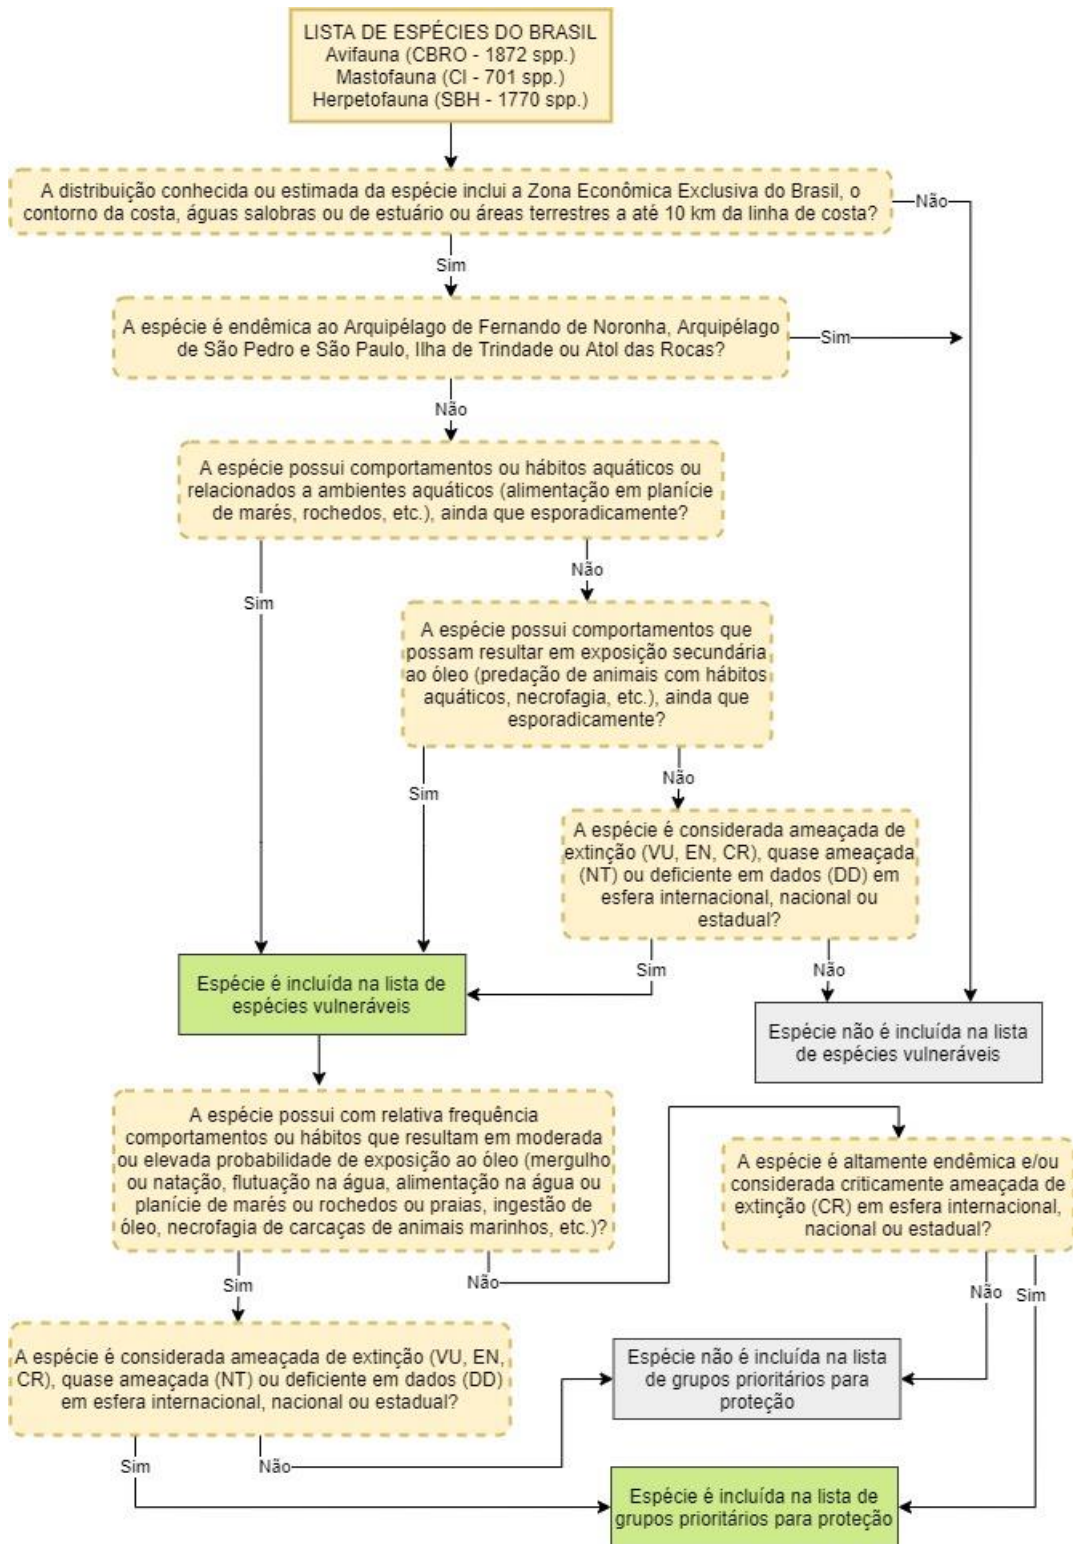 LISTA DE ESPÉCIES DO BRASIL
Avifauna (CBRO - 1872 spp.)
Mastofauna (CI - 701 spp.)
Herpetofauna (SBH - 1770 spp.)
A distribuição conhecida ou estimada da espécie inclui a Zona Econômica Exclusiva do Brasil, o
contorno da costa, águas salobras ou de estuário ou áreas terrestres a até 10 km da linha de costa?
Não
Sim
A espécie é endêmica ao Arquipélago de Fernando de Noronha, Arquipélago
de São Pedro e São Paulo, Ilha de Trindade ou Atol das Rocas?
Sim
Não
A espécie possui comportamentos ou hábitos aquáticos ou
relacionados a ambientes aquáticos (alimentação em planície
de marés, rochedos, etc.), ainda que esporadicamente?
Sim
Não
A espécie possui comportamentos que
possam resultar em exposição secundária
ao óleo (predação de animais com hábitos
aquáticos, necrofagia, etc.), ainda que
esporadicamente?
Sim
Não
A espécie é considerada ameaçada de
extinção (VU, EN, CR), quase ameaçada
(NT) ou deficiente em dados (DD) em
esfera internacional, nacional ou
estadual?
Sim
Não
Espécie é incluída na lista de
espécies vulneráveis
Espécie não é incluída na lista
de espécies vulneráveis
A espécie possui com relativa frequência
comportamentos ou hábitos que resultam em moderada
ou elevada probabilidade de exposição ao óleo (mergulho
ou natação, flutuação na água, alimentação na água ou
planície de marés ou rochedos ou praias, ingestão de
óleo, necrofagia de carcaças de animais marinhos, etc.)?
A espécie é altamente endêmica e/ou
considerada criticamente ameaçada de
extinção (CR) em esfera internacional,
nacional ou estadual?
Sim
Não
Não
Sim
A espécie é considerada ameaçada de extinção (VU, EN,
CR), quase ameaçada (NT) ou deficiente em dados (DD)
em esfera internacional, nacional ou estadual?
Espécie não é incluída na lista
de grupos prioritários para
proteção
Sim
Não
Espécie é incluída na lista de
grupos prioritários para proteção